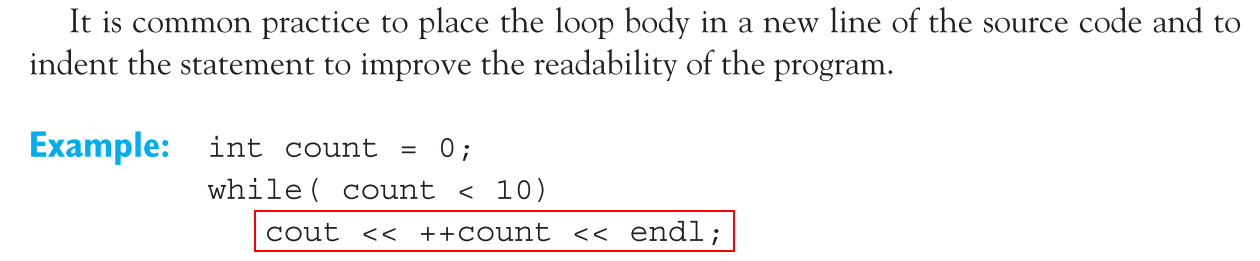 It is common practice to place the loop body in a new line of the source code and to
indent the statement to improve the readability of the program.
Example: int count = 0;
while( count < 10)
cout << ++count << endl;